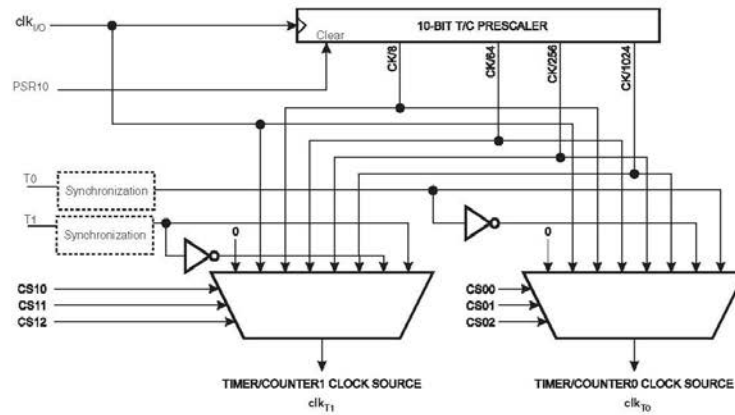 clkI/O
10-BIT T/C PRESCALER
Clear
PSR10
CK/8
CK/64
CK/256
CK/1024
T0
Synchronization
T1
Synchronization
0
0
CS10
CS11
CS12
CS00
CS01
CS02
TIMER/COUNTER1 CLOCK SOURCE
clkT1
TIMER/COUNTER0 CLOCK SOURCE
clkT0